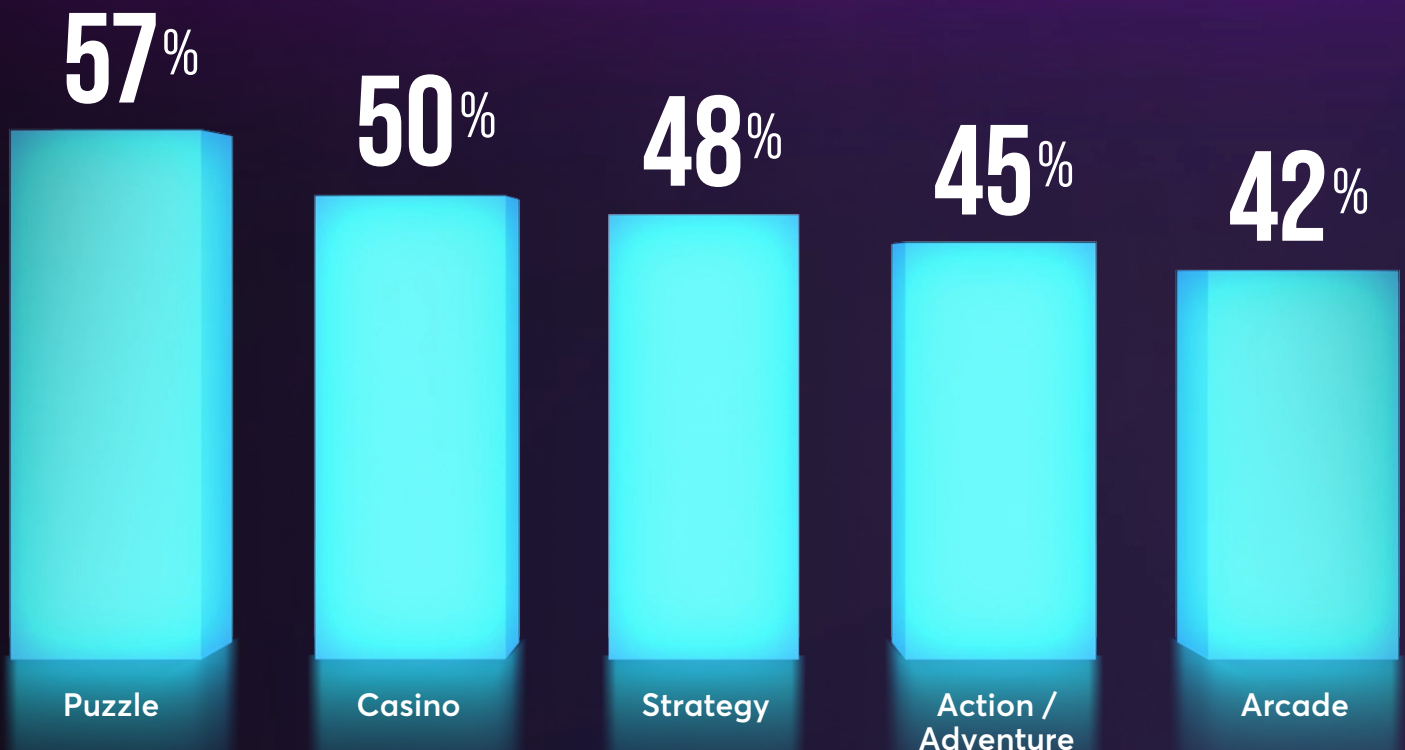 57%
50%
48%
45%
42%
Puzzle
Casino
Strategy
Action /
Adventure
Arcade